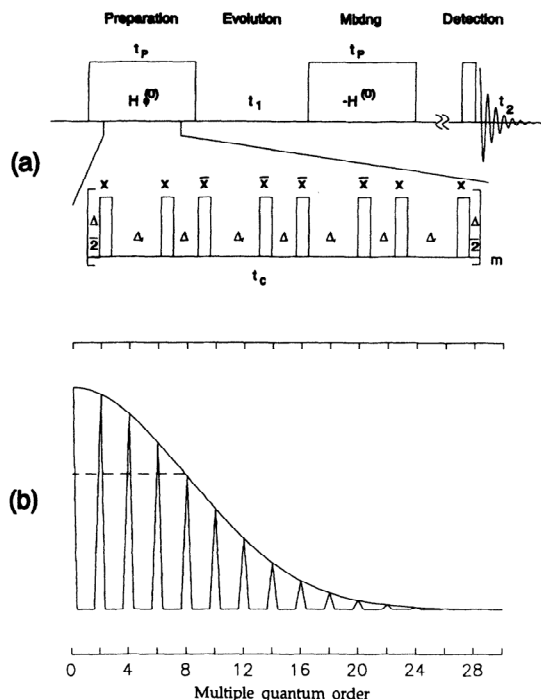 Preparation Evolution Mixing Detection
t_P t_P
H ϕ^(0) t_1 -H^(0) t_2
(a)
x x x̄ x̄ x̄ x̄ x x
Δ/2 Δ' Δ Δ' Δ Δ' Δ Δ' Δ/2
t_c m
(b)
0 4 8 12 16 20 24 28
Multiple quantum order